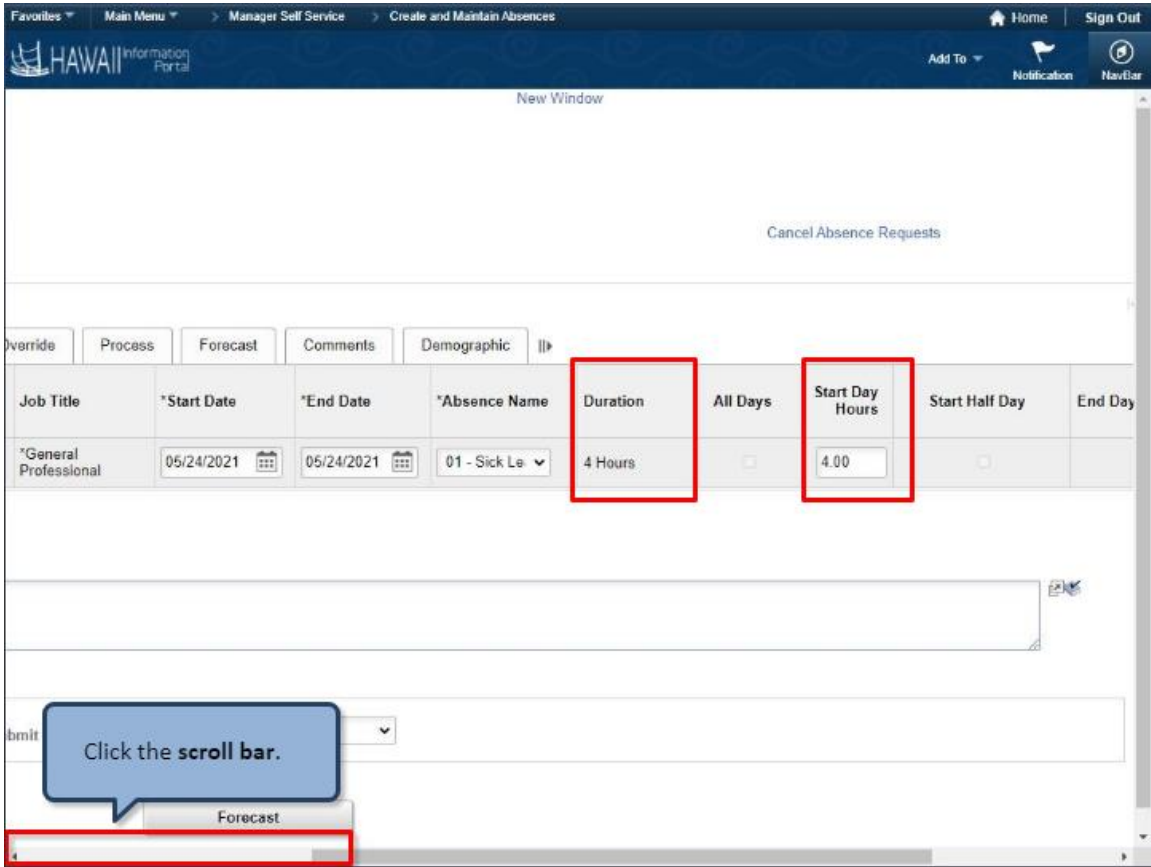 Favorites Main Menu > Manager Self Service > Create and Maintain Absences Home Sign Out
HAWAII Information Portal Add To Notification NavBar
New Window
Cancel Absence Requests
Override Process Forecast Comments Demographic
Job Title *Start Date *End Date *Absence Name Duration All Days Start Day Hours Start Half Day End Day
*General Professional 05/24/2021 05/24/2021 01 - Sick Le 4 Hours 4.00
bmit
Click the scroll bar.
Forecast